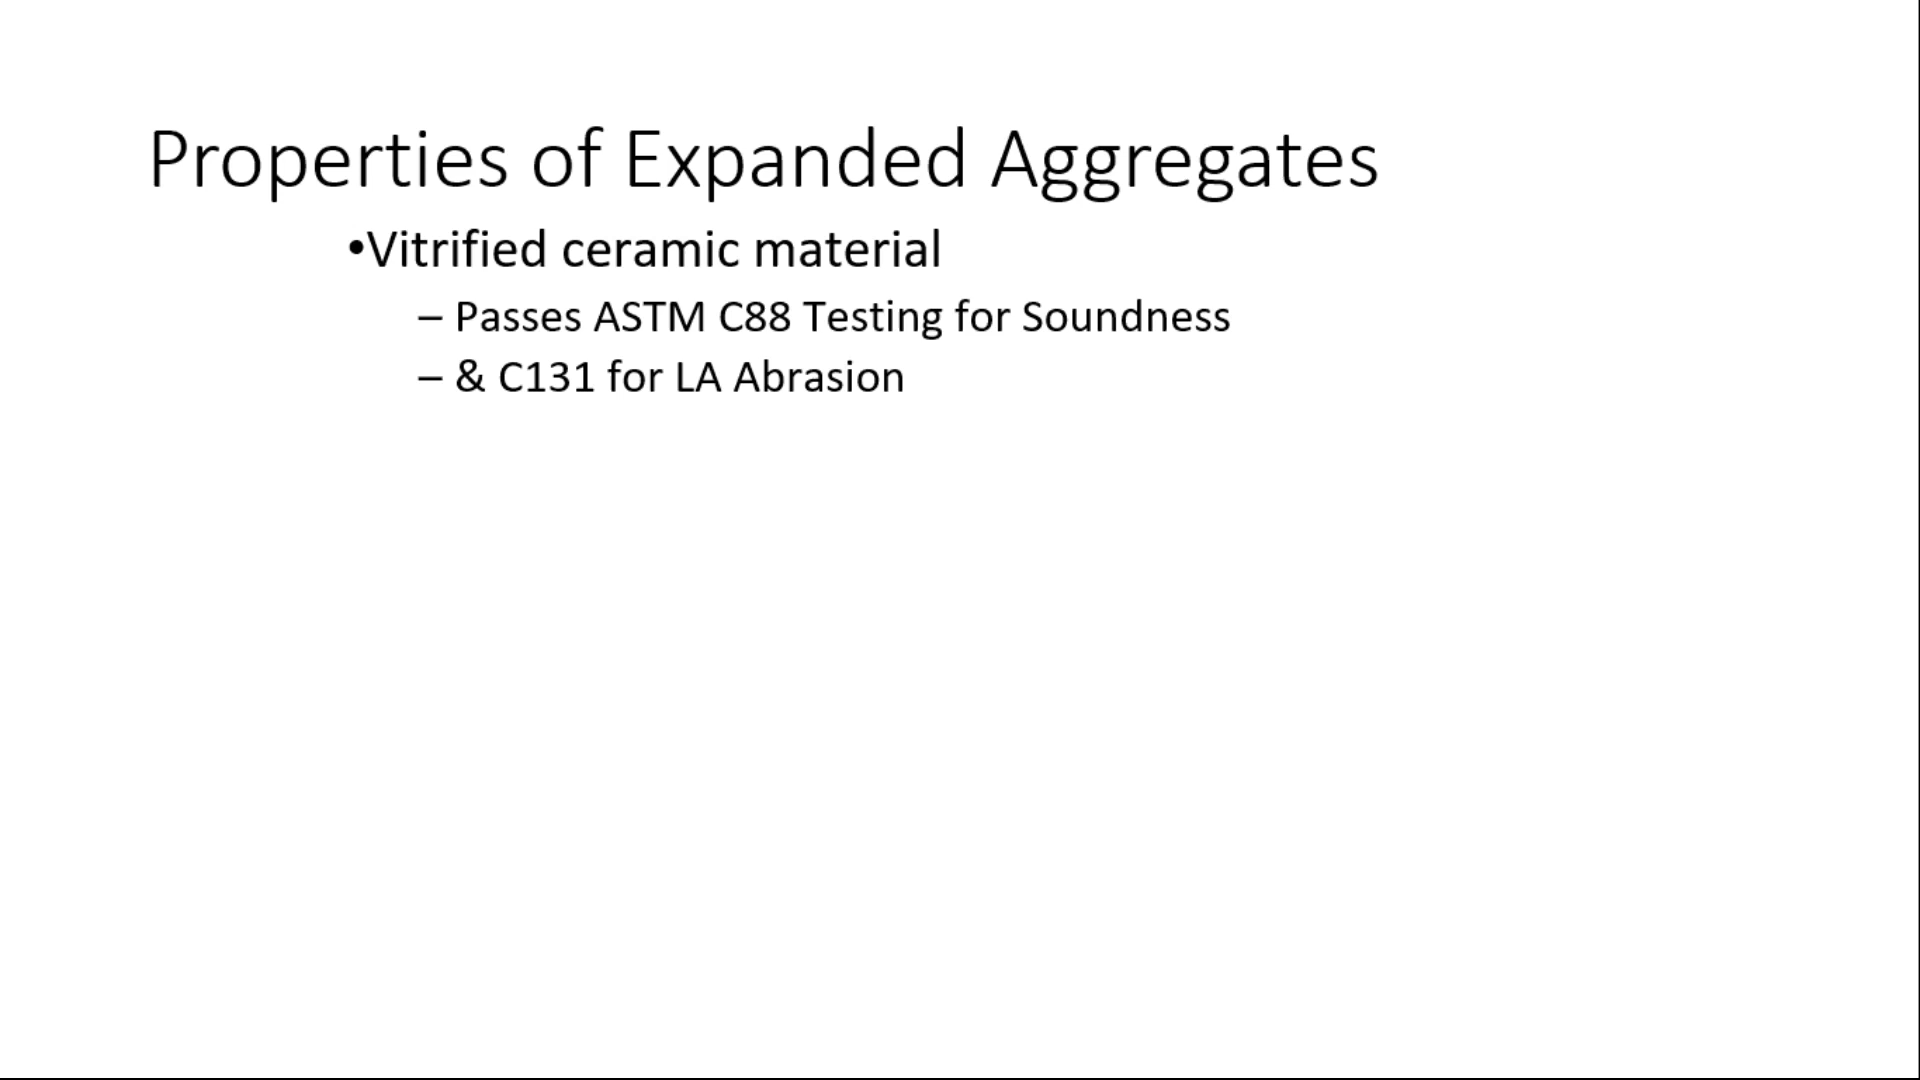 Properties of Expanded Aggregates
•Vitrified ceramic material
– Passes ASTM C88 Testing for Soundness
– & C131 for LA Abrasion